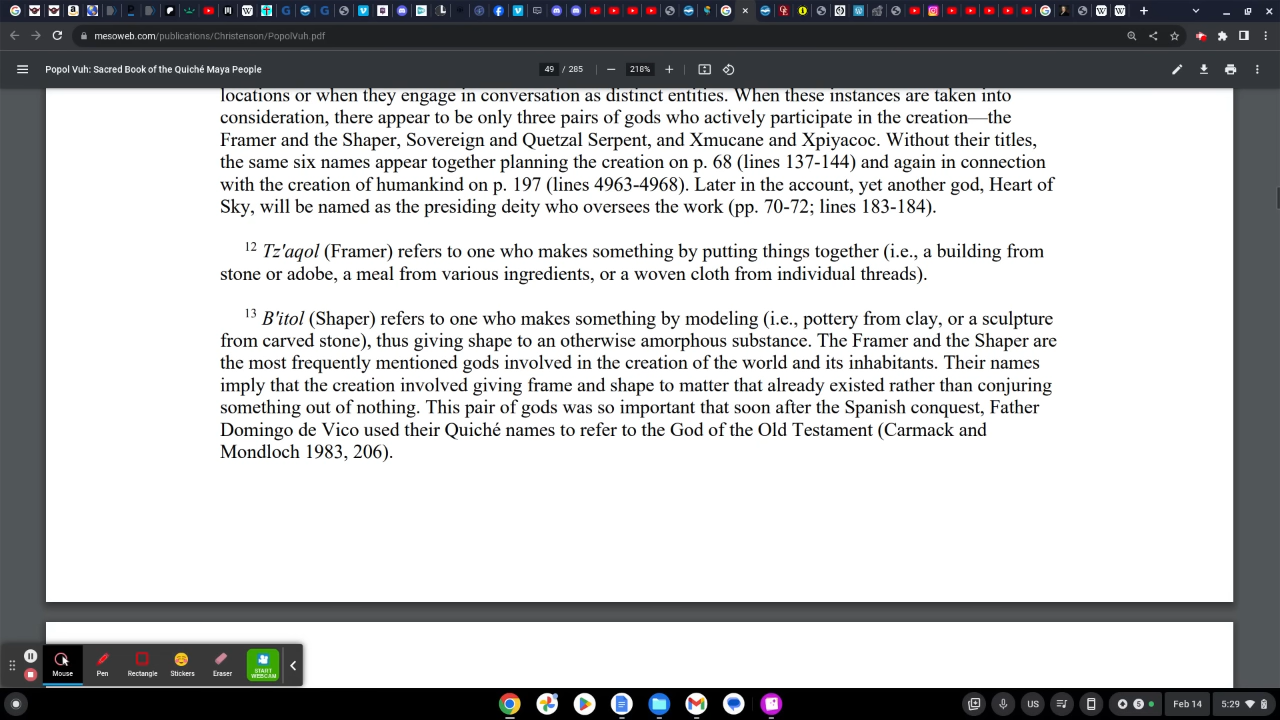 mesoweb.com/publications/Christenson/PopolVuh.pdf
Popol Vuh: Sacred Book of the Quiché Maya People
49 / 285
218%
locations or when they engage in conversation as distinct entities. When these instances are taken into
consideration, there appear to be only three pairs of gods who actively participate in the creation—the
Framer and the Shaper, Sovereign and Quetzal Serpent, and Xmucane and Xpiyacoc. Without their titles,
the same six names appear together planning the creation on p. 68 (lines 137-144) and again in connection
with the creation of humankind on p. 197 (lines 4963-4968). Later in the account, yet another god, Heart of
Sky, will be named as the presiding deity who oversees the work (pp. 70-72; lines 183-184).
12 Tz'aqol (Framer) refers to one who makes something by putting things together (i.e., a building from
stone or adobe, a meal from various ingredients, or a woven cloth from individual threads).
13 B'itol (Shaper) refers to one who makes something by modeling (i.e., pottery from clay, or a sculpture
from carved stone), thus giving shape to an otherwise amorphous substance. The Framer and the Shaper are
the most frequently mentioned gods involved in the creation of the world and its inhabitants. Their names
imply that the creation involved giving frame and shape to matter that already existed rather than conjuring
something out of nothing. This pair of gods was so important that soon after the Spanish conquest, Father
Domingo de Vico used their Quiché names to refer to the God of the Old Testament (Carmack and
Mondloch 1983, 206).
Mouse
Pen
Rectangle
Stickers
Eraser
START
WEBCAM
US
5
Feb 14
5:29